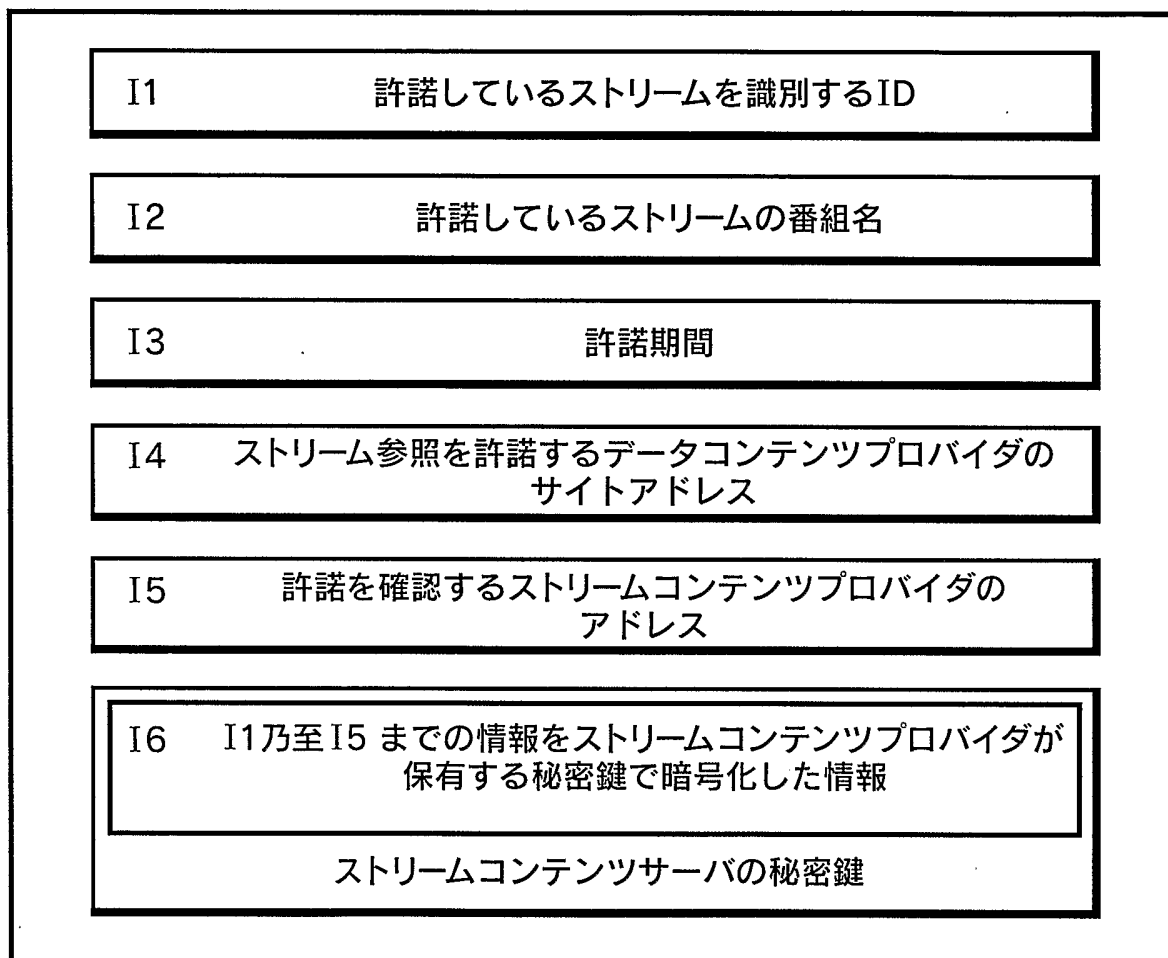 I1 許諾しているストリームを識別するID
I2 許諾しているストリームの番組名
I3 許諾期間
I4 ストリーム参照を許諾するデータコンテンツプロバイダの
サイトアドレス
I5 許諾を確認するストリームコンテンツプロバイダの
アドレス
I6 I1乃至I5 までの情報をストリームコンテンツプロバイダが
保有する秘密鍵で暗号化した情報
ストリームコンテンツサーバの秘密鍵